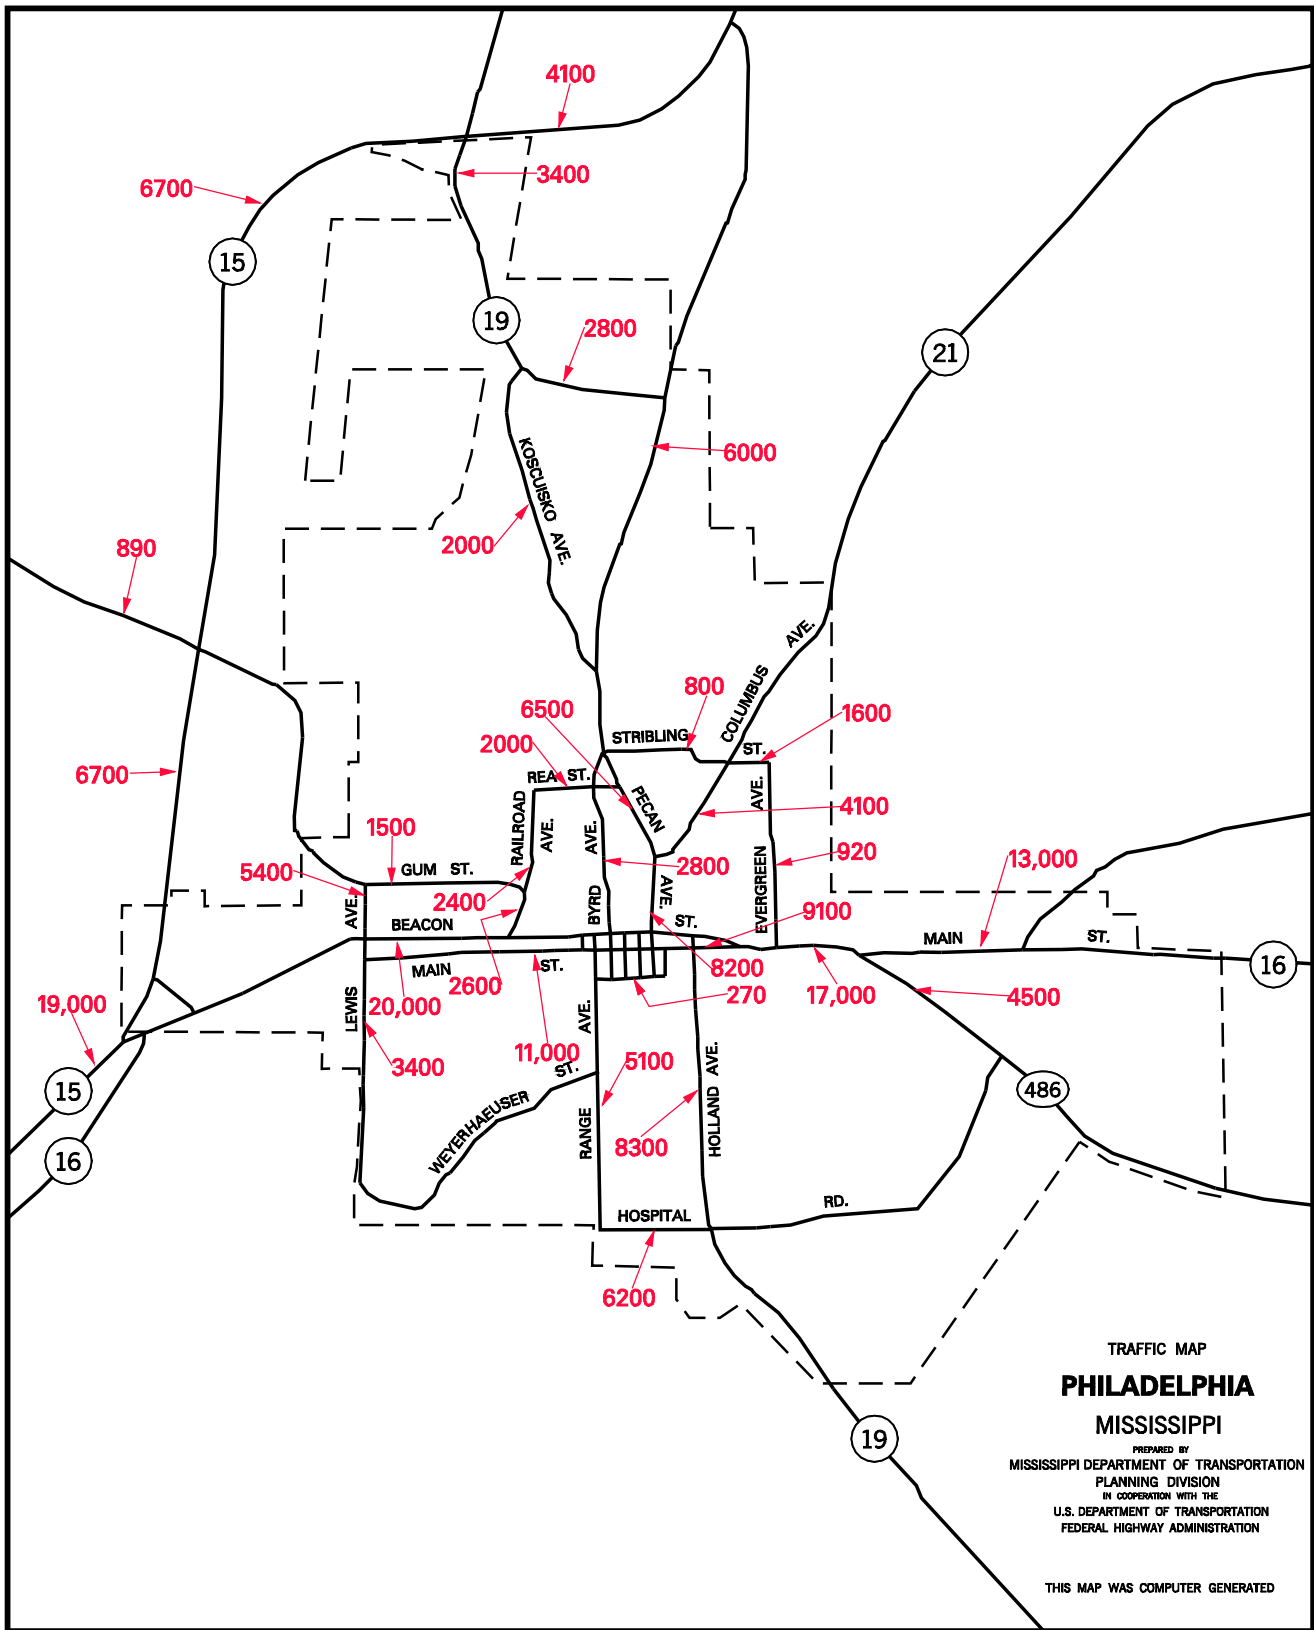 4100
3400
6700
15
19
2800
21
6000
KOSCUISKO AVE.
2000
890
COLUMBUS AVE.
800
6500
1600
STRIBLING ST.
2000
6700
REA ST.
PECAN AVE.
RAILROAD AVE.
4100
1500
BYRD AVE.
EVERGREEN AVE.
920
13,000
5400
GUM ST.
2800
2400
9100
BEACON ST.
MAIN ST.
MAIN ST.
16
8200
2600
270
17,000
4500
19,000
20,000
LEWIS AVE.
11,000
3400
5100
WEYERHAEUSER ST.
RANGE AVE.
HOLLAND AVE.
15
486
8300
16
HOSPITAL RD.
6200
19
TRAFFIC MAP
PHILADELPHIA
MISSISSIPPI
PREPARED BY
MISSISSIPPI DEPARTMENT OF TRANSPORTATION
PLANNING DIVISION
IN COOPERATION WITH THE
U.S. DEPARTMENT OF TRANSPORTATION
FEDERAL HIGHWAY ADMINISTRATION
THIS MAP WAS COMPUTER GENERATED